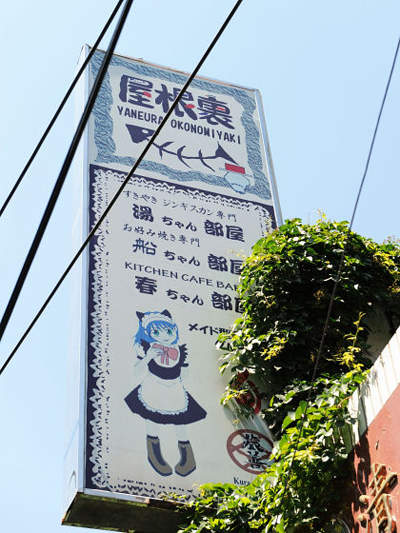 屋根裏
YANEURA OKONOMIYAKI
すきやき ジンギスカン専門
湯ちゃん部屋
お好み焼き専門
船ちゃん部屋
KITCHEN CAFE BAR
春ちゃん部屋
メイド
Kura